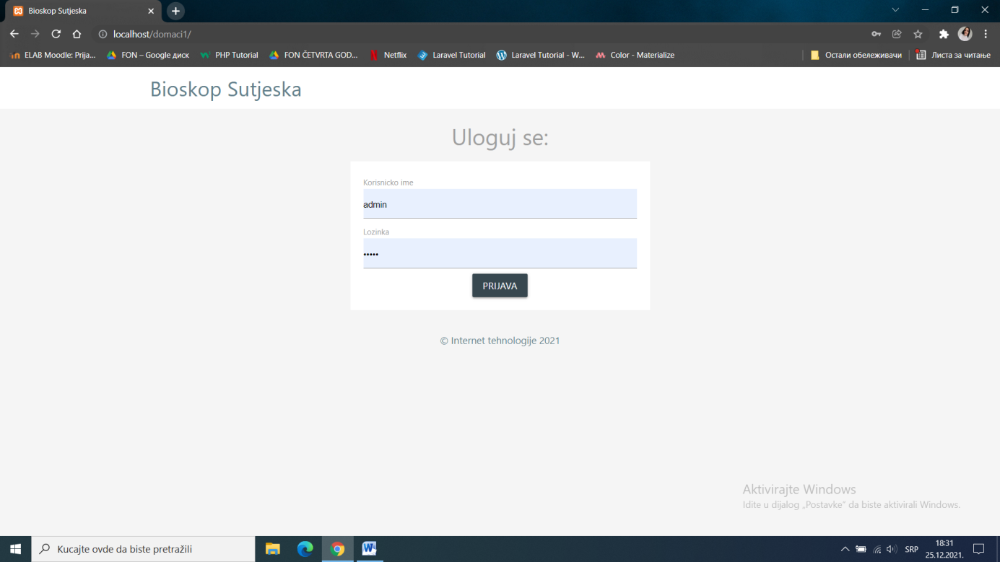 Bioskop Sutjeska
localhost/domaci1/
ELAB Moodle: Prija... FON – Google диск PHP Tutorial FON ČETVRTA GOD... Netflix Laravel Tutorial Laravel Tutorial - W... Color - Materialize Остали обележивачи Листа за читање
Bioskop Sutjeska
Uloguj se:
Korisnicko ime
admin
Lozinka
•••••
PRIJAVA
© Internet tehnologije 2021
Aktivirajte Windows
Idite u dijalog „Postavke“ da biste aktivirali Windows.
Kucajte ovde da biste pretražili
SRP
18:31
25.12.2021.